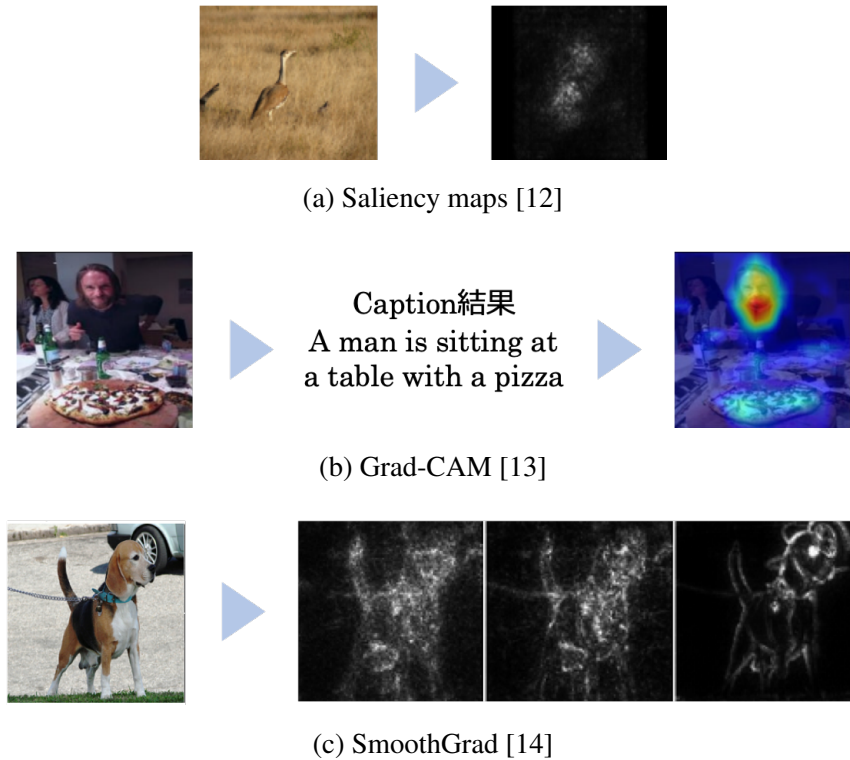 (a) Saliency maps [12]
Caption結果
A man is sitting at
a table with a pizza
(b) Grad-CAM [13]
(c) SmoothGrad [14]